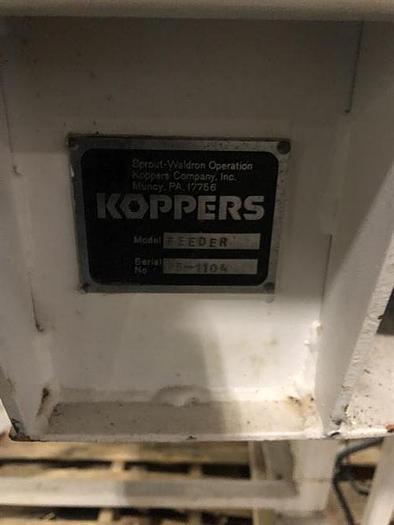 Sprout-Waldron Operation
Koppers Company, Inc.
Muncy, PA. 17756
KOPPERS
Model FEEDER
Serial
No